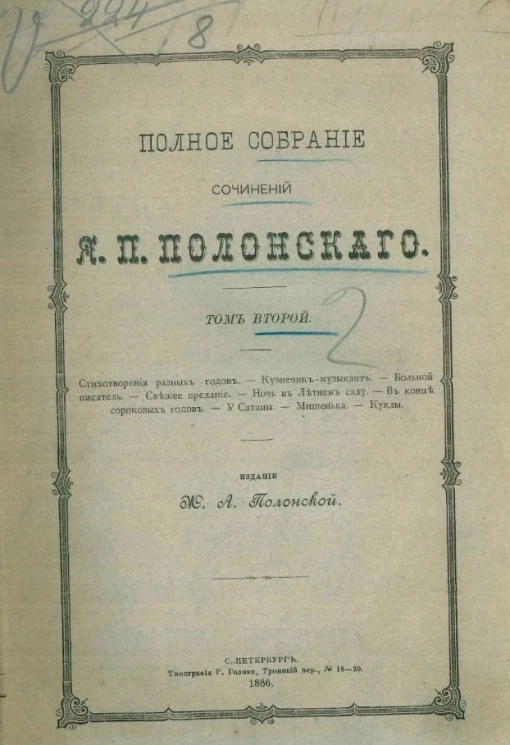 224
8
ПОЛНОЕ СОБРАНІЕ
СОЧИНЕНІЙ
Я. П. ПОЛОНСКАГО.
ТОМЪ ВТОРОЙ.
2
Стихотворенія разныхъ годовъ. — Кузнечикъ-музыкантъ. — Больной
писатель. — Свѣжее преданіе. — Ночь въ Лѣтнемъ саду. — Въ концѣ
сороковыхъ годовъ. — У Сатаны. — Мишенька. — Куклы.
ИЗДАНІЕ
Ж. А. Полонской.
С.-ПЕТЕРБУРГЪ.
Типографія Р. Голике, Троицкій пер., № 18—20.
1886.